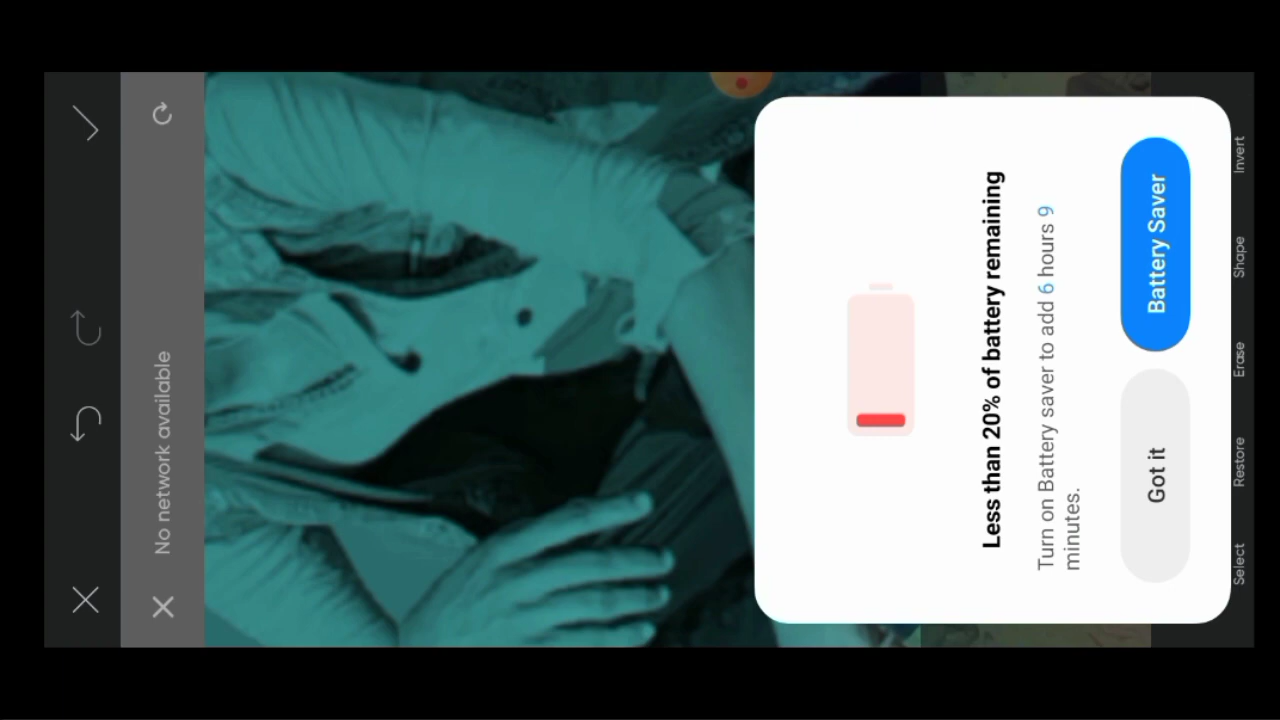 No network available
Less than 20% of battery remaining
Turn on Battery saver to add 6 hours 9
minutes.
Got it
Battery Saver
Select
Restore
Erase
Shape
Invert